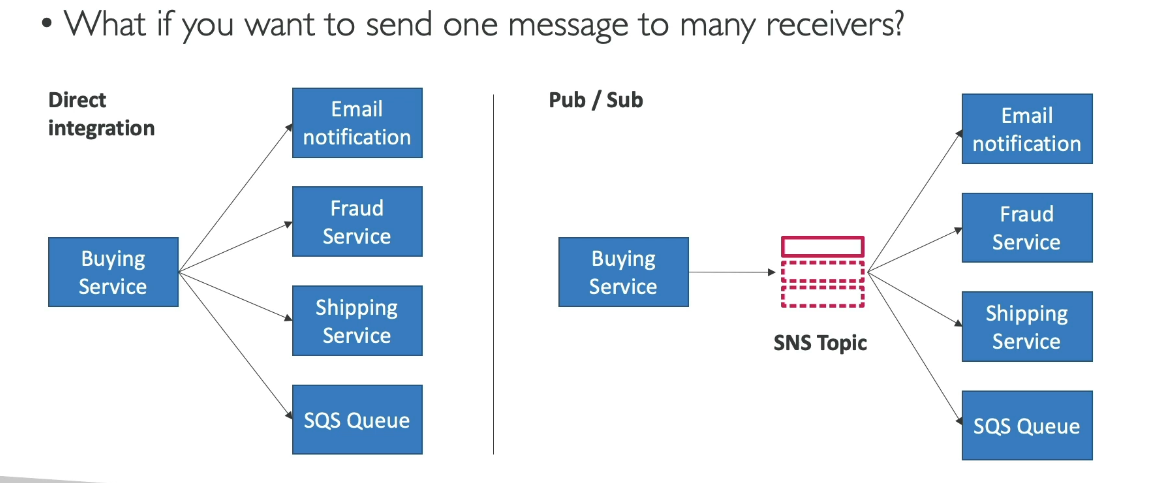 • What if you want to send one message to many receivers?
Direct
integration
Email
notification
Fraud
Service
Buying
Service
Shipping
Service
SQS Queue
Pub / Sub
Email
notification
Fraud
Service
Buying
Service
SNS Topic
Shipping
Service
SQS Queue